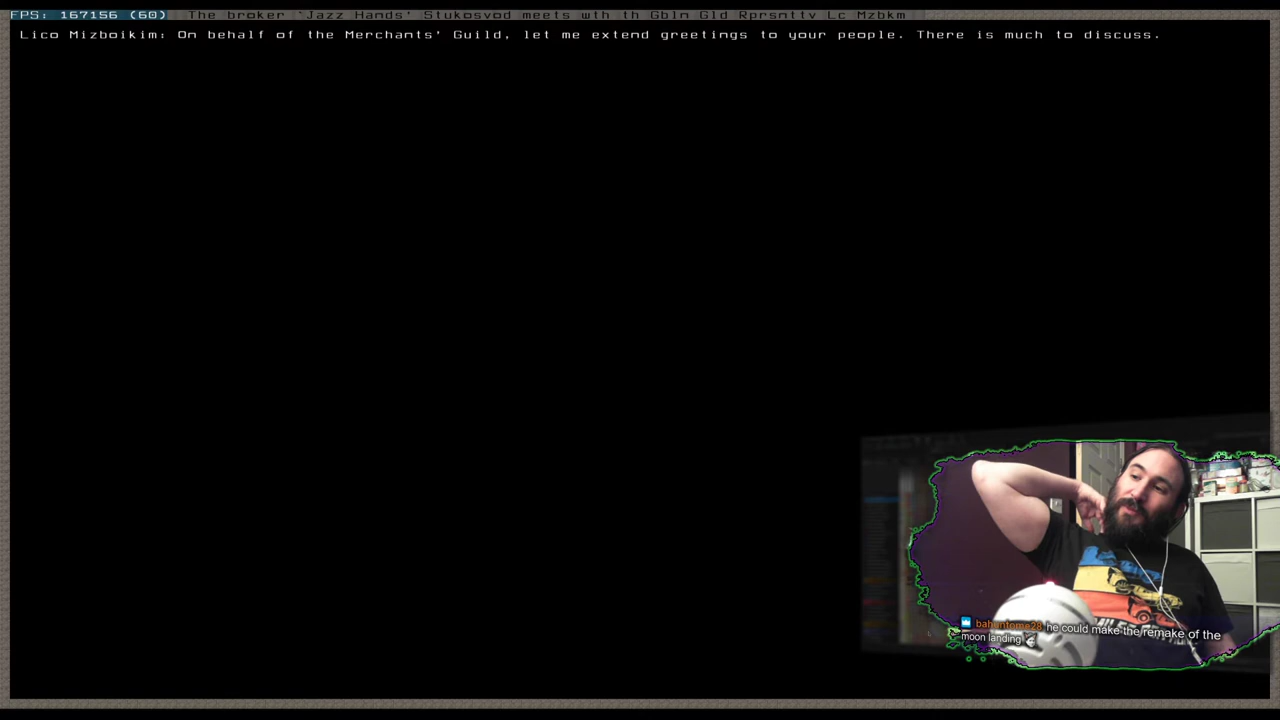 FPS: 167156 (60) The broker `Jazz Hands' Stukosvod meets wth th Gbln Gld Rprsnttv Lc Mzbkm
Lico Mizboikim: On behalf of the Merchants' Guild, let me extend greetings to your people. There is much to discuss.
he could make the remake of the
moon landing